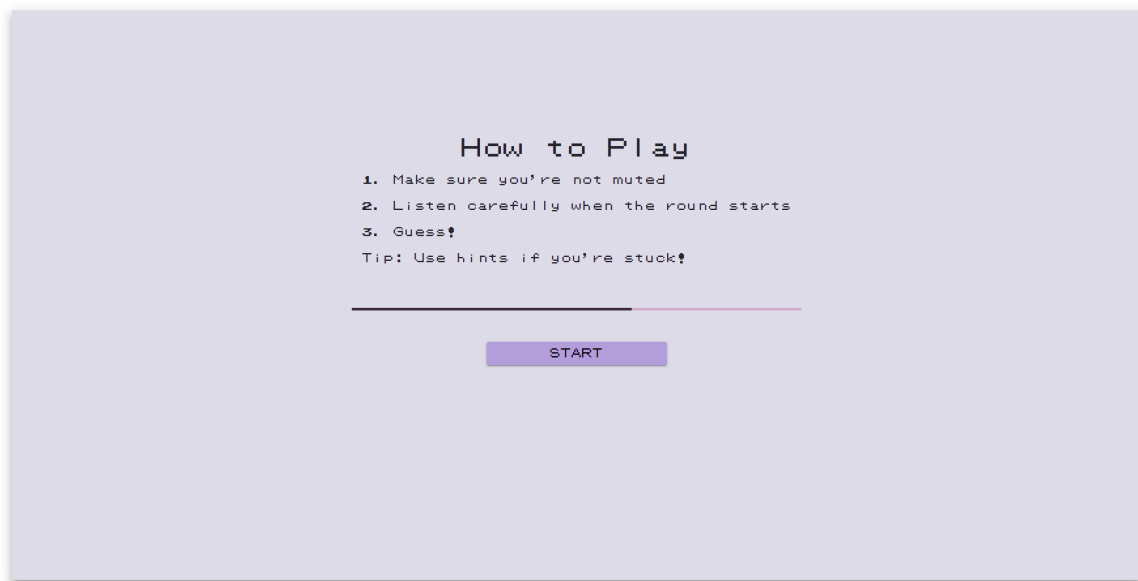 How to Play
1. Make sure you're not muted
2. Listen carefully when the round starts
3. Guess!
Tip: Use hints if you're stuck!
START